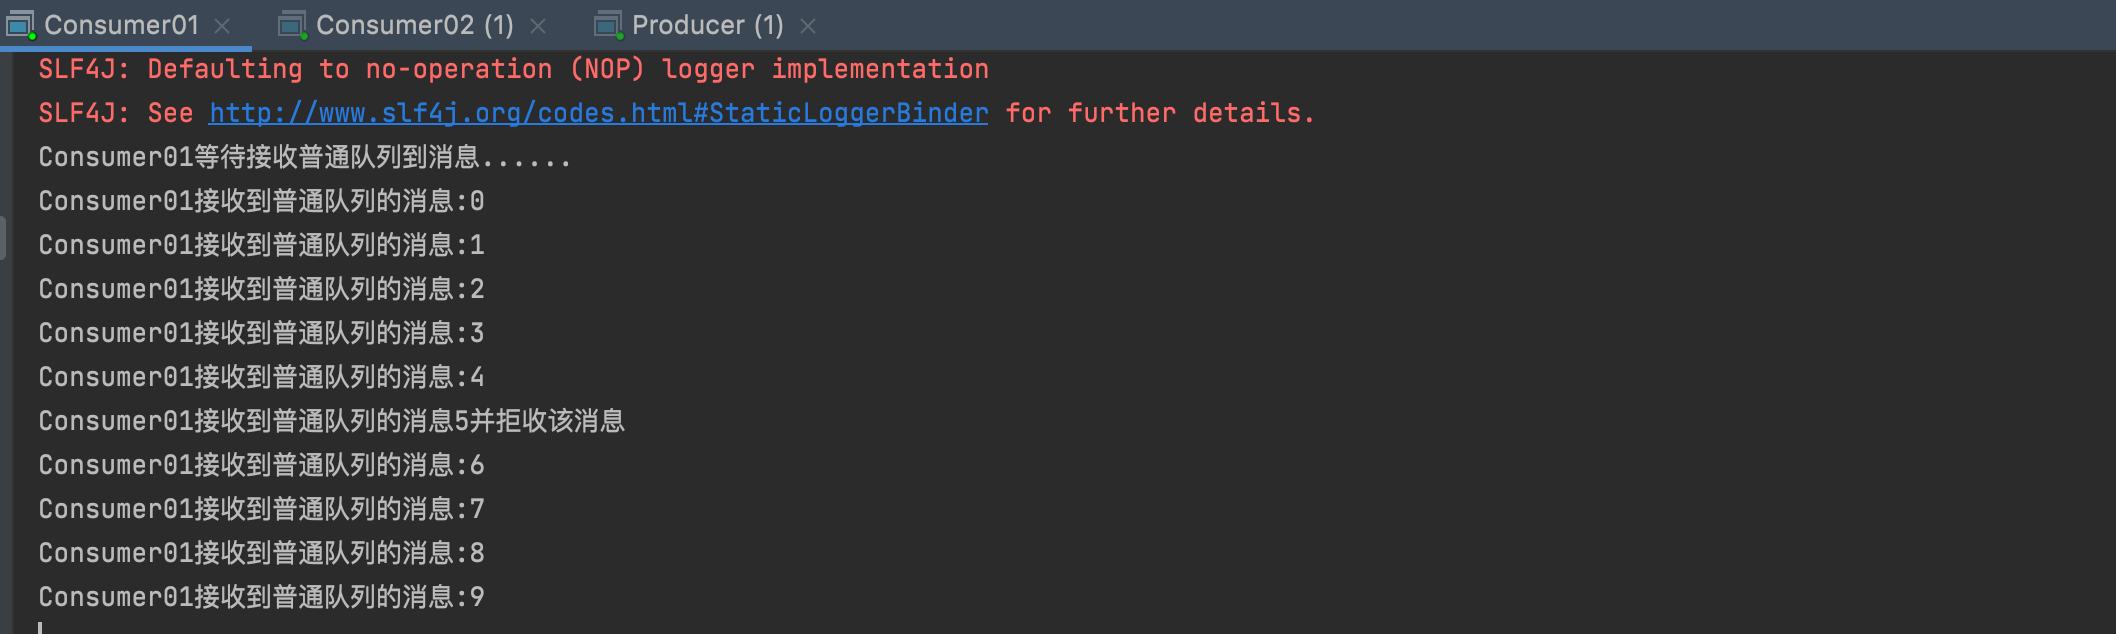 Consumer01 Consumer02 (1) Producer (1)
SLF4J: Defaulting to no-operation (NOP) logger implementation
SLF4J: See http://www.slf4j.org/codes.html#StaticLoggerBinder for further details.
Consumer01等待接收普通队列到消息......
Consumer01接收到普通队列的消息:0
Consumer01接收到普通队列的消息:1
Consumer01接收到普通队列的消息:2
Consumer01接收到普通队列的消息:3
Consumer01接收到普通队列的消息:4
Consumer01接收到普通队列的消息5并拒收该消息
Consumer01接收到普通队列的消息:6
Consumer01接收到普通队列的消息:7
Consumer01接收到普通队列的消息:8
Consumer01接收到普通队列的消息:9